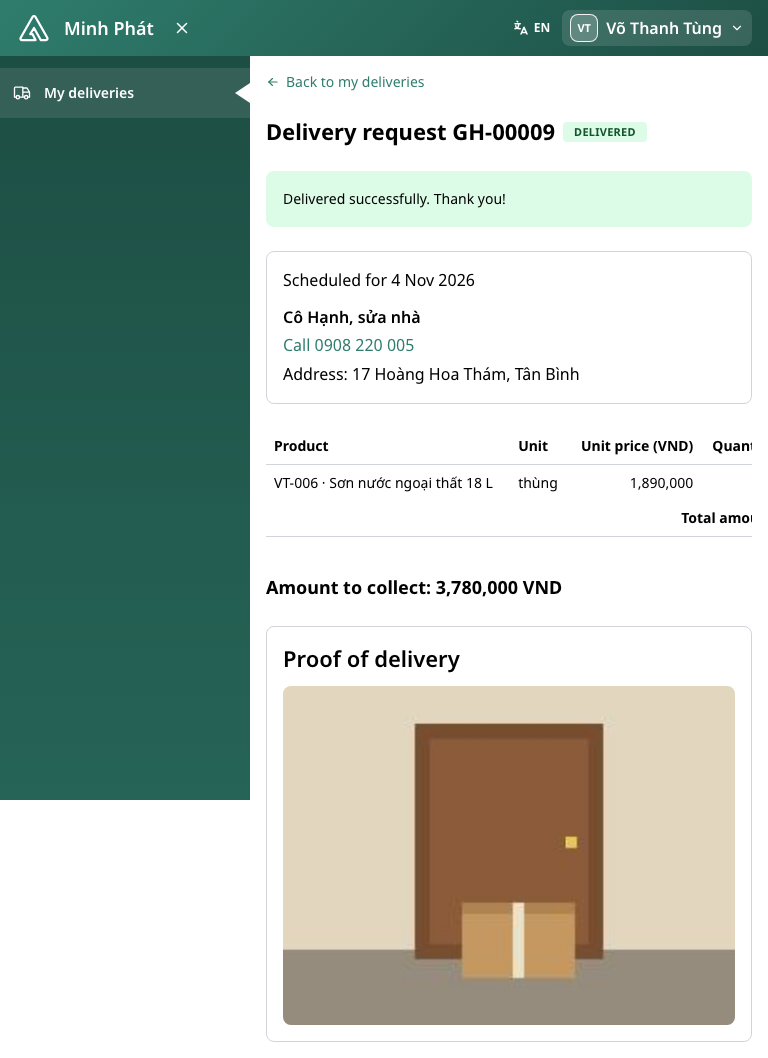 Minh Phát
EN
VT
Võ Thanh Tùng
My deliveries
Back to my deliveries
Delivery request GH-00009
DELIVERED
Delivered successfully. Thank you!
Scheduled for 4 Nov 2026
Cô Hạnh, sửa nhà
Call 0908 220 005
Address: 17 Hoàng Hoa Thám, Tân Bình
Product Unit Unit price (VND)
VT-006 · Sơn nước ngoại thất 18 L thùng 1,890,000
Total
Amount to collect: 3,780,000 VND
Proof of delivery